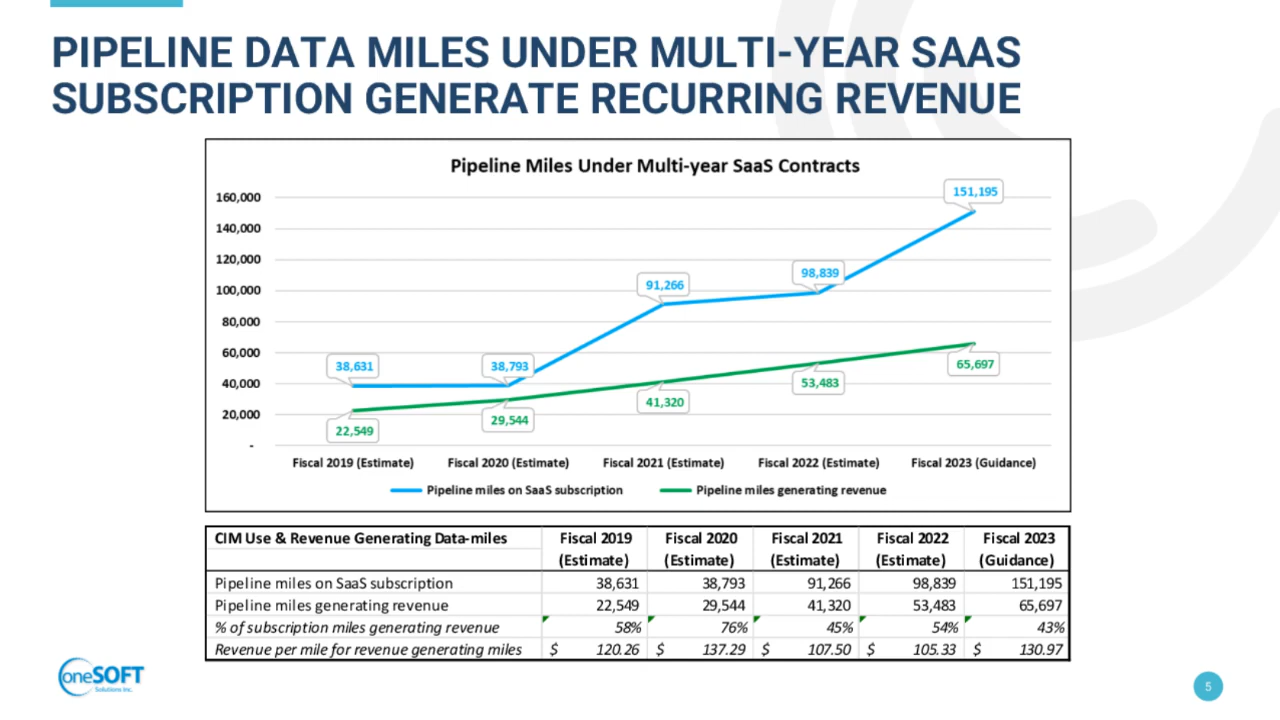 PIPELINE DATA MILES UNDER MULTI-YEAR SAAS
SUBSCRIPTION GENERATE RECURRING REVENUE
Pipeline Miles Under Multi-year SaaS Contracts
160,000
140,000
120,000
100,000
80,000
60,000
40,000
20,000
-
151,195
98,839
91,266
38,631
38,793
65,697
53,483
41,320
29,544
22,549
Fiscal 2019 (Estimate) Fiscal 2020 (Estimate) Fiscal 2021 (Estimate) Fiscal 2022 (Estimate) Fiscal 2023 (Guidance)
Pipeline miles on SaaS subscription Pipeline miles generating revenue
CIM Use & Revenue Generating Data-miles Fiscal 2019 Fiscal 2020 Fiscal 2021 Fiscal 2022 Fiscal 2023
(Estimate) (Estimate) (Estimate) (Estimate) (Guidance)
Pipeline miles on SaaS subscription 38,631 38,793 91,266 98,839 151,195
Pipeline miles generating revenue 22,549 29,544 41,320 53,483 65,697
% of subscription miles generating revenue 58% 76% 45% 54% 43%
Revenue per mile for revenue generating miles $ 120.26 $ 137.29 $ 107.50 $ 105.33 $ 130.97
oneSOFT
Solutions Inc.
5